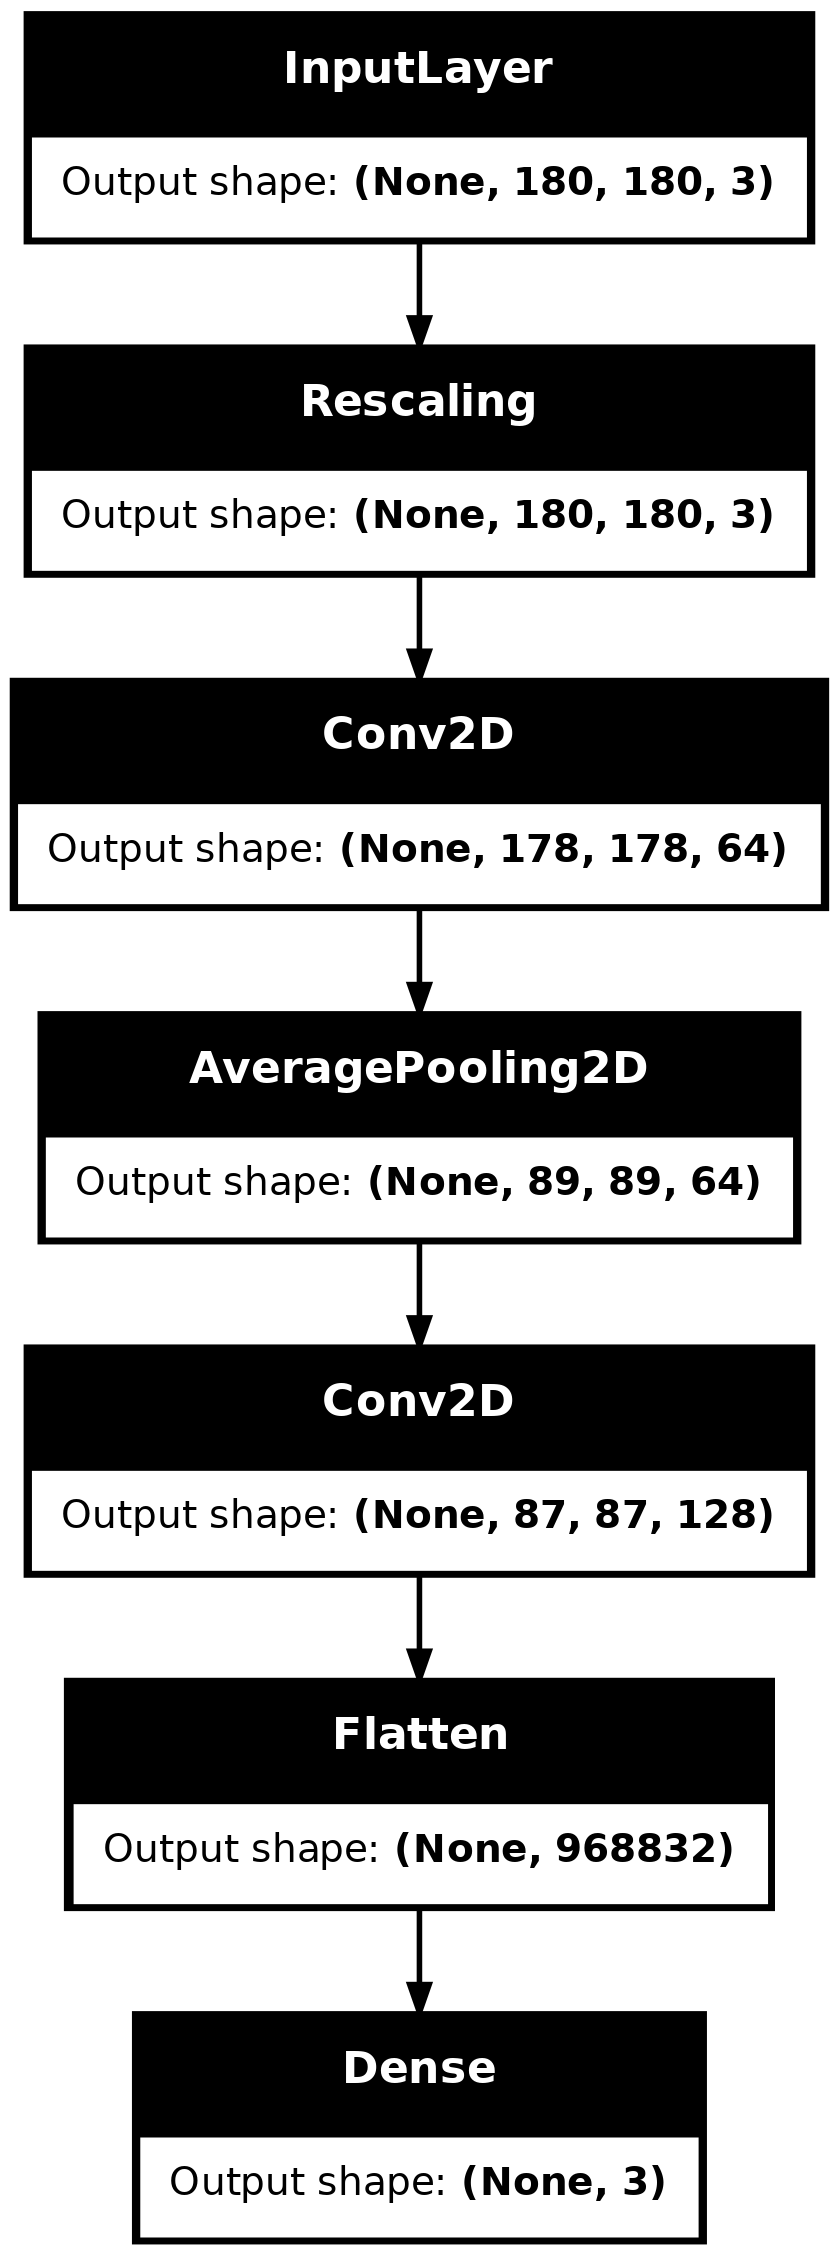 InputLayer
Output shape: (None, 180, 180, 3)
Rescaling
Output shape: (None, 180, 180, 3)
Conv2D
Output shape: (None, 178, 178, 64)
AveragePooling2D
Output shape: (None, 89, 89, 64)
Conv2D
Output shape: (None, 87, 87, 128)
Flatten
Output shape: (None, 968832)
Dense
Output shape: (None, 3)